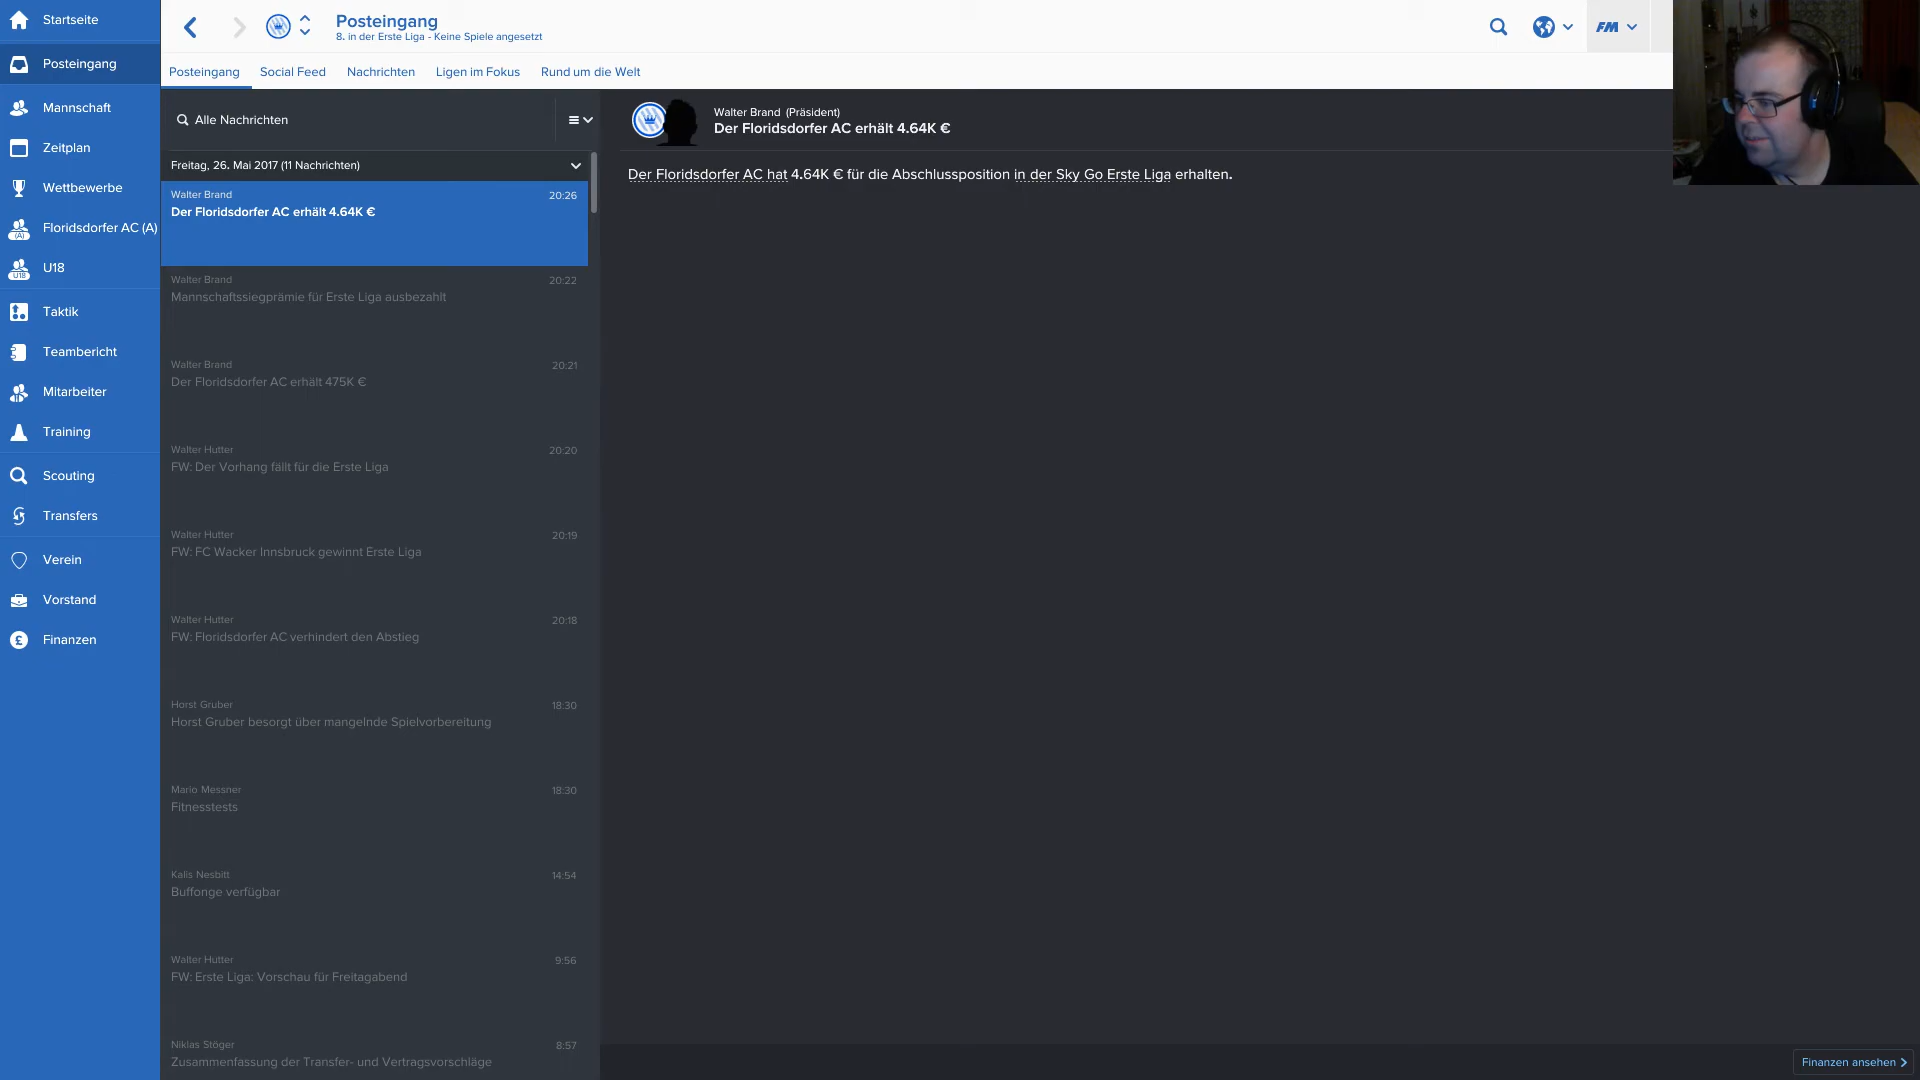 Startseite
Posteingang
Mannschaft
Zeitplan
Wettbewerbe
Floridsdorfer AC (A)
U18
Taktik
Teambericht
Mitarbeiter
Training
Scouting
Transfers
Verein
Vorstand
Finanzen
Posteingang
8. in der Erste Liga - Keine Spiele angesetzt
FM
Posteingang Social Feed Nachrichten Ligen im Fokus Rund um die Welt
Alle Nachrichten
Freitag, 26. Mai 2017 (11 Nachrichten)
Walter Brand 20:26
Der Floridsdorfer AC erhält 4.64K €
Walter Brand 20:22
Mannschaftssiegprämie für Erste Liga ausbezahlt
Walter Brand 20:21
Der Floridsdorfer AC erhält 475K €
Walter Hutter 20:20
FW: Der Vorhang fällt für die Erste Liga
Walter Hutter 20:19
FW: FC Wacker Innsbruck gewinnt Erste Liga
Walter Hutter 20:18
FW: Floridsdorfer AC verhindert den Abstieg
Horst Gruber 18:30
Horst Gruber besorgt über mangelnde Spielvorbereitung
Mario Messner 18:30
Fitnesstests
Kalis Nesbitt 14:54
Buffonge verfügbar
Walter Hutter 9:56
FW: Erste Liga: Vorschau für Freitagabend
Niklas Stöger 8:57
Zusammenfassung der Transfer- und Vertragsvorschläge
Walter Brand (Präsident)
Der Floridsdorfer AC erhält 4.64K €
Der Floridsdorfer AC hat 4.64K € für die Abschlussposition in der Sky Go Erste Liga erhalten.
Finanzen ansehen